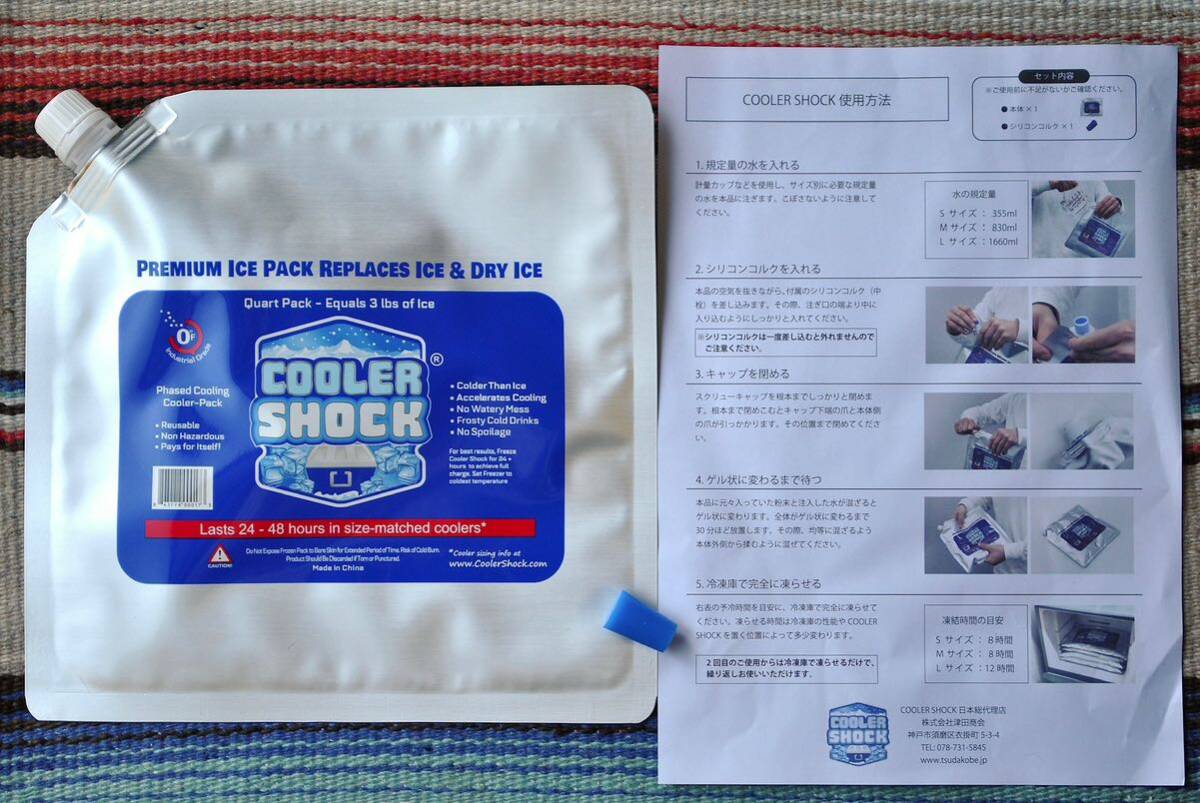 PREMIUM ICE PACK REPLACES ICE & DRY ICE
Quart Pack - Equals 3 lbs of Ice
0°F
Industrial Grade
Phased Cooling
Cooler-Pack
• Reusable
• Non Hazardous
• Pays for Itself!
COOLER
SHOCK
®
• Colder Than Ice
• Accelerates Cooling
• No Watery Mess
• Frosty Cold Drinks
• No Spoilage
For best results, Freeze
Cooler Shock for 24 +
hours to achieve full
charge. Set Freezer to
coldest temperature
Lasts 24 - 48 hours in size-matched coolers*
CAUTION!
Do Not Expose Frozen Pack to Bare Skin for Extended Period of Time. Risk of Cold Burn.
Product Should Be Discarded if Torn or Punctured.
Made in China
*Cooler sizing info at
www.CoolerShock.com
COOLER SHOCK 使用方法
セット内容
※ご使用前に不足がないかご確認ください。
● 本体 × 1
● シリコンコルク × 1
1. 規定量の水を入れる
計量カップなどを使用し、サイズ別に必要な規定量
の水を本品に注ぎます。こぼさないように注意して
ください。
水の規定量
S サイズ : 355ml
M サイズ : 830ml
L サイズ : 1660ml
2. シリコンコルクを入れる
本品の空気を抜きながら、付属のシリコンコルク（中
栓）を差し込みます。その際、注ぎ口の端より中に
入り込むようにしっかりと入れてください。
※シリコンコルクは一度差し込むと外れませんので
ご注意ください。
3. キャップを閉める
スクリューキャップを根本までしっかりと閉めま
す。根本まで閉めこむとキャップ下端の爪と本体側
の爪が引っかかります。その位置まで閉めてくださ
い。
4. ゲル状に変わるまで待つ
本品に元々入っていた粉末と注入した水が混ざると
ゲル状に変わります。全体がゲル状に変わるまで
30 分ほど放置します。その際、均等に混ざるよう
本体外側から揉むように混ぜてください。
5. 冷凍庫で完全に凍らせる
右表の予冷時間を目安に、冷凍庫で完全に凍らせて
ください。凍らせる時間は冷凍庫の性能や COOLER
SHOCK を置く位置によって多少変わります。
2 回目のご使用からは冷凍庫で凍らせるだけで、
繰り返しお使いいただけます。
凍結時間の目安
S サイズ : 8 時間
M サイズ : 8 時間
L サイズ : 12 時間
COOLER
SHOCK
COOLER SHOCK 日本総代理店
株式会社津田商会
神戸市須磨区衣掛町 5-3-4
TEL: 078-731-5845
www.tsudakobe.jp